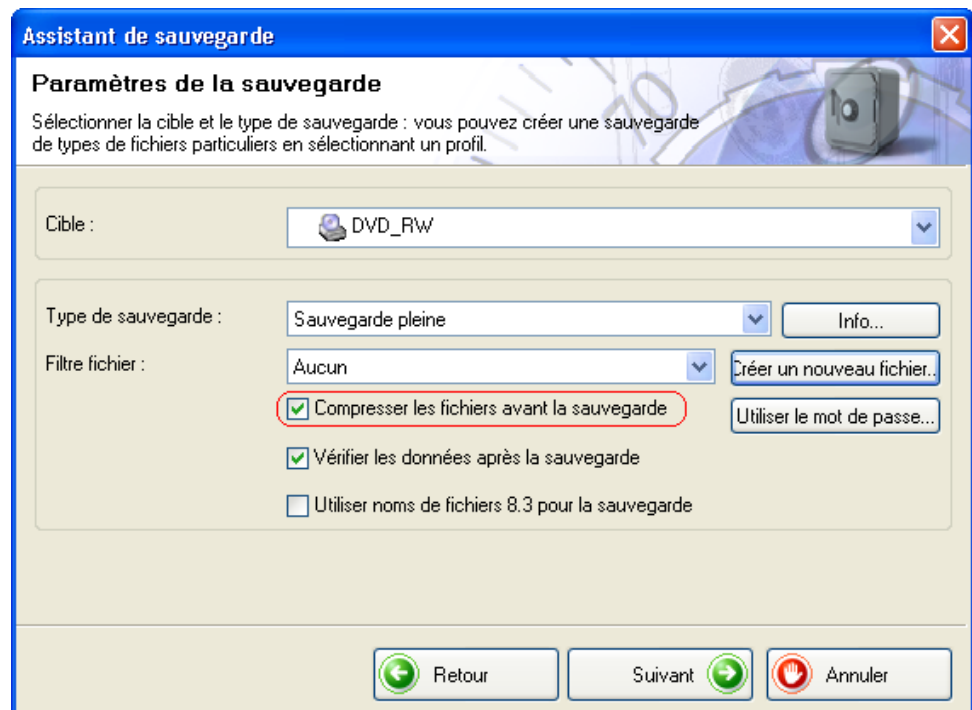 Assistant de sauvegarde
Paramètres de la sauvegarde
Sélectionner la cible et le type de sauvegarde : vous pouvez créer une sauvegarde
de types de fichiers particuliers en sélectionnant un profil.
Cible :
DVD_RW
Type de sauvegarde :
Sauvegarde pleine
Info...
Filtre fichier :
Aucun
Créer un nouveau fichier..
Compresser les fichiers avant la sauvegarde
Utiliser le mot de passe...
Vérifier les données après la sauvegarde
Utiliser noms de fichiers 8.3 pour la sauvegarde
Retour
Suivant
Annuler